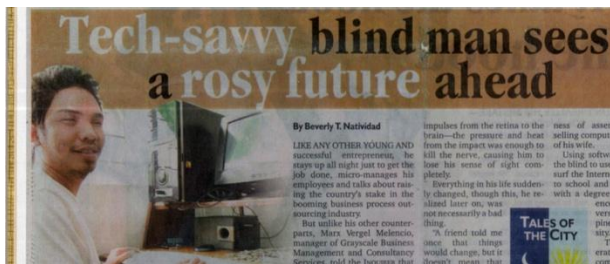 Tech-savvy blind man sees
a rosy future ahead
By Beverly T. Natividad
LIKE ANY OTHER YOUNG AND
successful entrepreneur, he
stays up all night just to get the
job done, micro-manages his
employees and talks about rais-
ing the country's stake in the
booming business process out-
sourcing industry.
But unlike his other counter-
parts, Marx Vergel Melencio,
manager of Grayscale Business
Management and Consultancy
Services, told the
impulses from the retina to the
brain—the pressure and heat
from the impact was enough to
kill the nerve, causing him to
lose his sense of sight com-
pletely.
Everything in his life sudden-
ly changed, though this, he re-
alized later on, was
not necessarily a bad
thing.
"A friend told me
once that things
would change, but it
doesn't mean that
ness of
selling
of his wife.
Using
the blind to
surf the
to school and
with a
TALES OF
THE CITY